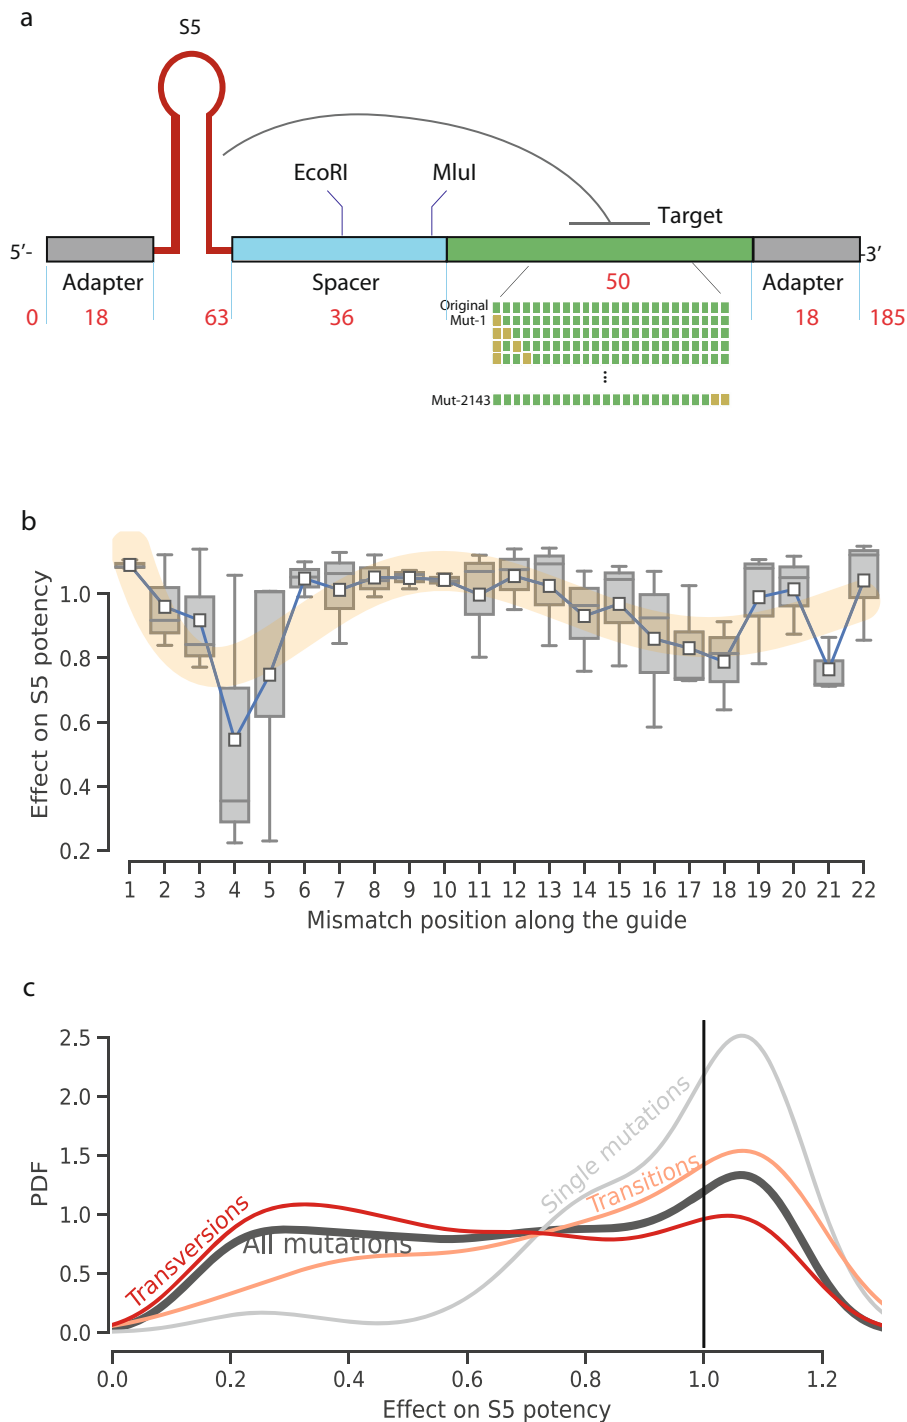 a
S5
EcoRI
MluI
Target
5’-
-3’
Adapter
Spacer
50
Adapter
0
18
63
36
18
185
Original
Mut-1
⋮
Mut-2143
b
Effect on S5 potency
1.0
0.8
0.6
0.4
0.2
1 2 3 4 5 6 7 8 9 10 11 12 13 14 15 16 17 18 19 20 21 22
Mismatch position along the guide
c
PDF
2.5
2.0
1.5
1.0
0.5
0.0
Single mutations
Transitions
Transversions
All mutations
0.0 0.2 0.4 0.6 0.8 1.0 1.2
Effect on S5 potency